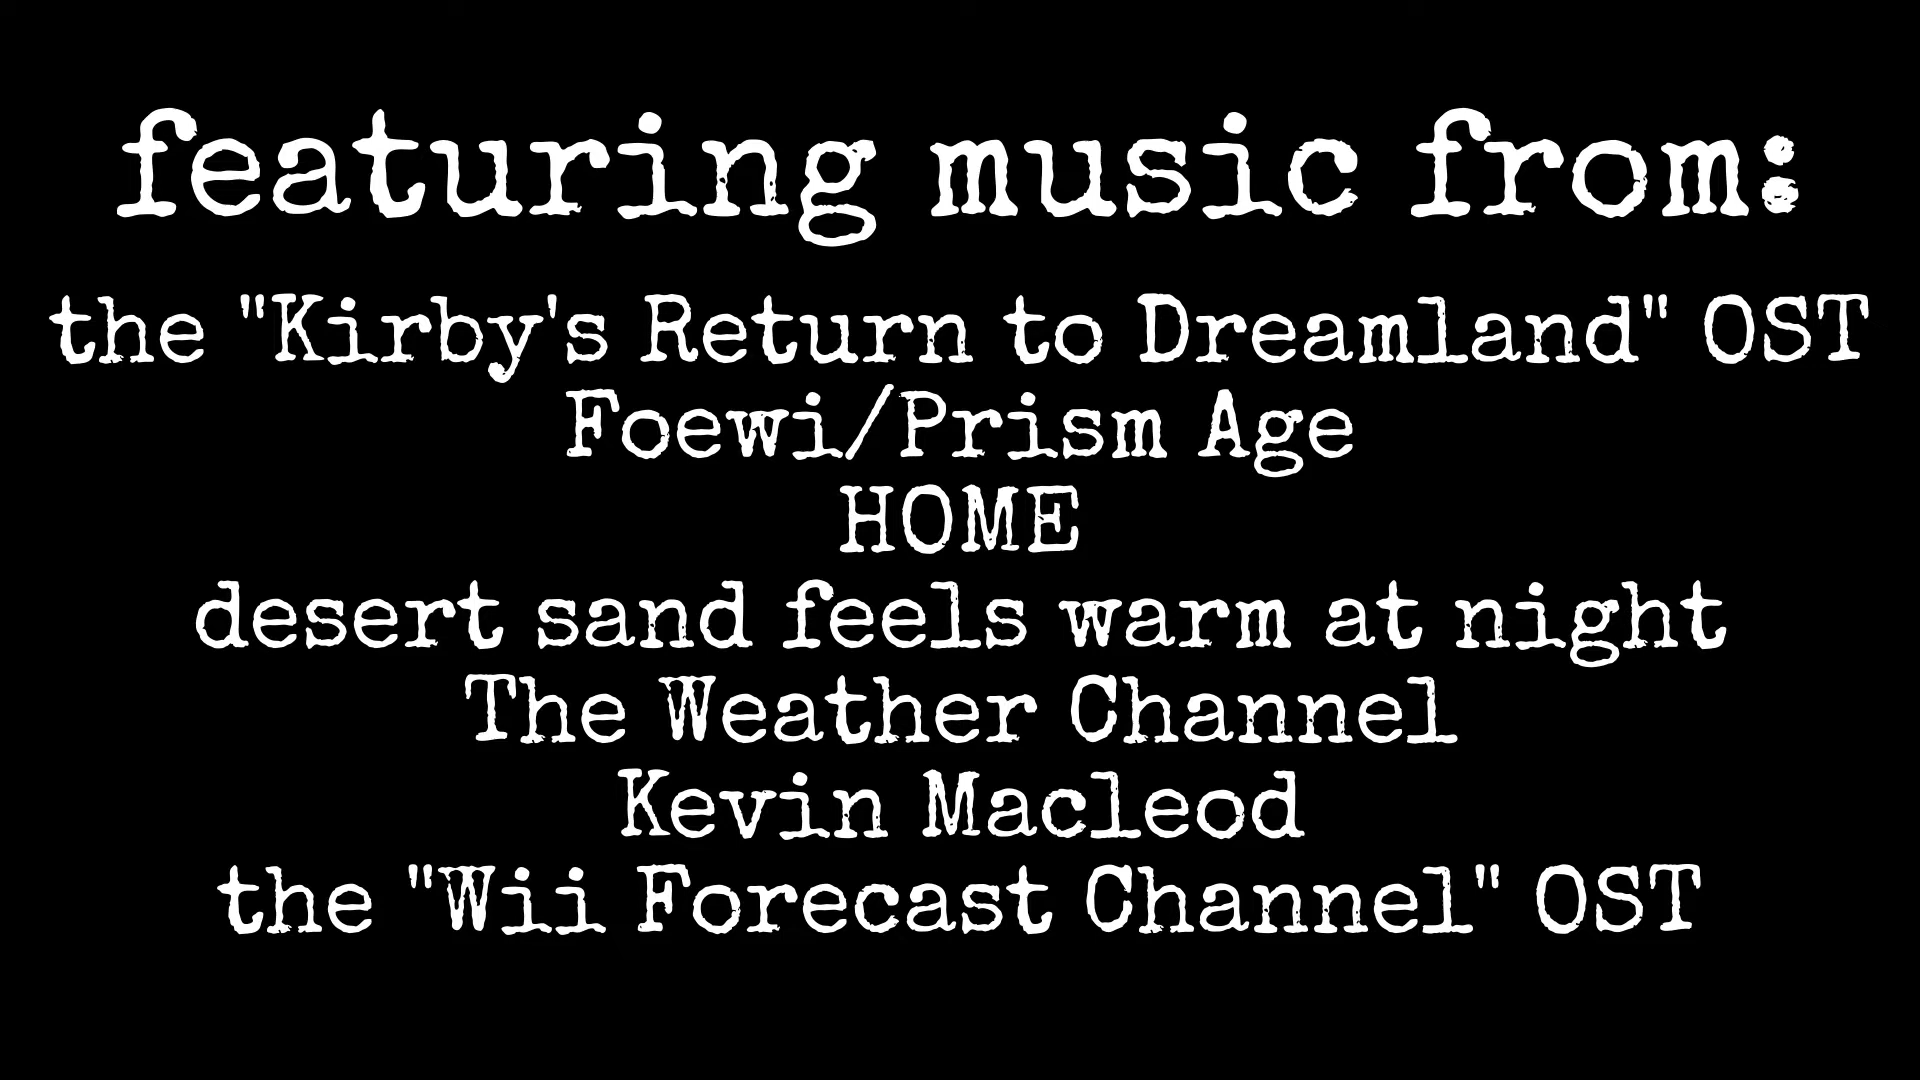 featuring music from:
the "Kirby's Return to Dreamland" OST
Foewi/Prism Age
HOME
desert sand feels warm at night
The Weather Channel
Kevin Macleod
the "Wii Forecast Channel" OST